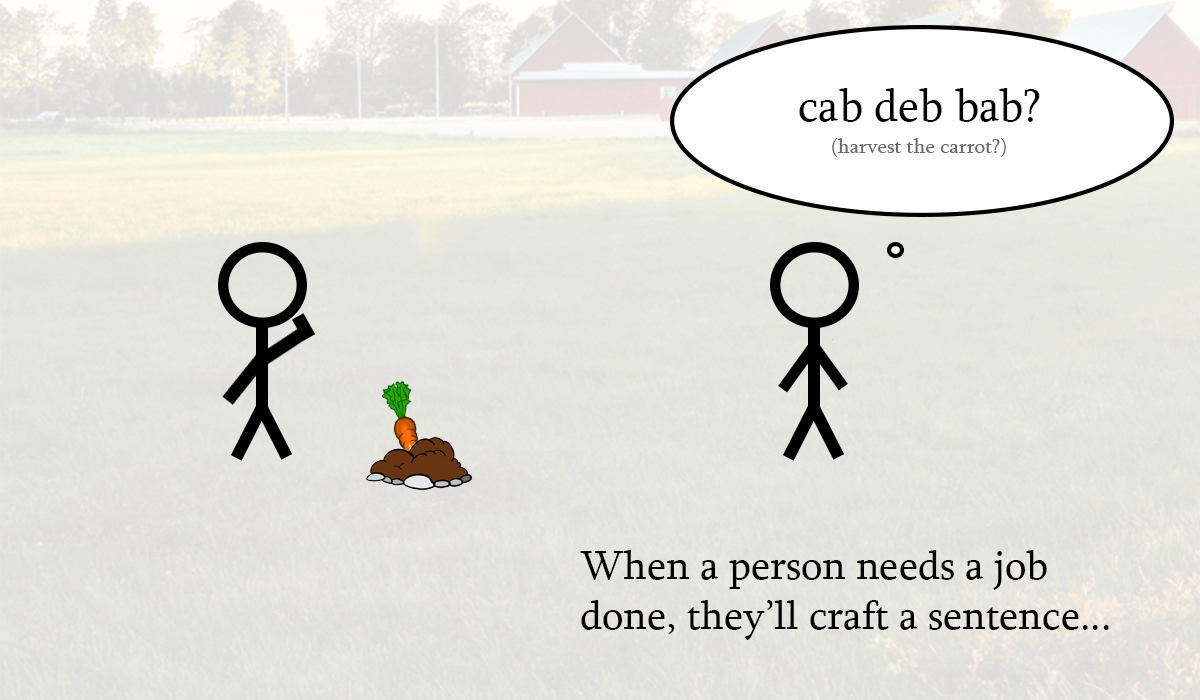 cab deb bab?
(harvest the carrot?)
When a person needs a job
done, they’ll craft a sentence...